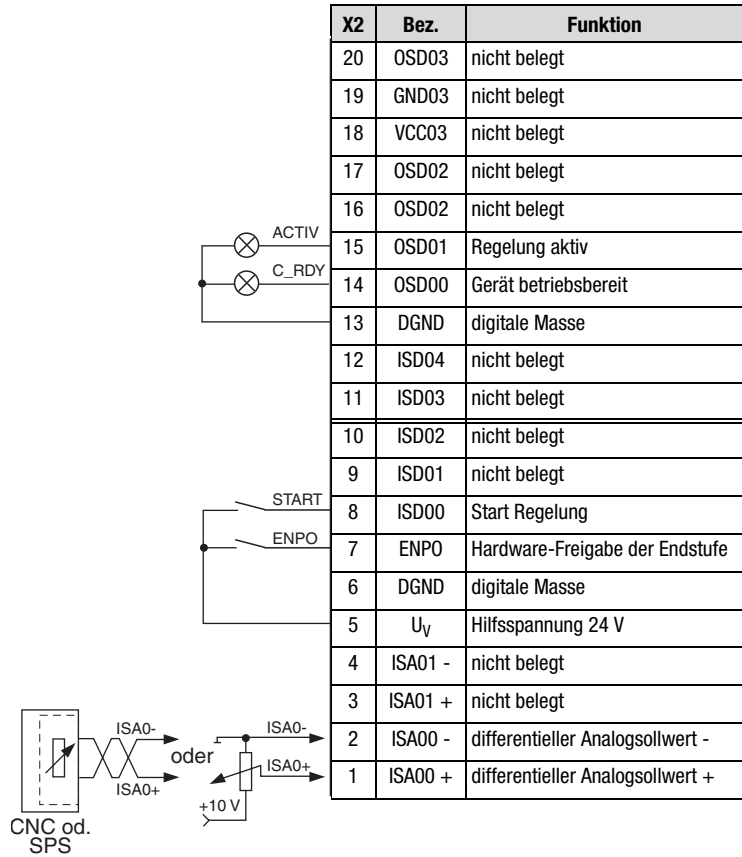 X2 Bez. Funktion
20 OSD03 nicht belegt
19 GND03 nicht belegt
18 VCC03 nicht belegt
17 OSD02 nicht belegt
16 OSD02 nicht belegt
ACTIV 15 OSD01 Regelung aktiv
C_RDY 14 OSD00 Gerät betriebsbereit
13 DGND digitale Masse
12 ISD04 nicht belegt
11 ISD03 nicht belegt
10 ISD02 nicht belegt
9 ISD01 nicht belegt
START 8 ISD00 Start Regelung
ENPO 7 ENPO Hardware-Freigabe der Endstufe
6 DGND digitale Masse
5 UV Hilfsspannung 24 V
4 ISA01 - nicht belegt
3 ISA01 + nicht belegt
ISA0- oder ISA0- 2 ISA00 - differentieller Analogsollwert -
ISA0+ ISA0+ 1 ISA00 + differentieller Analogsollwert +
+10 V
CNC od.
SPS